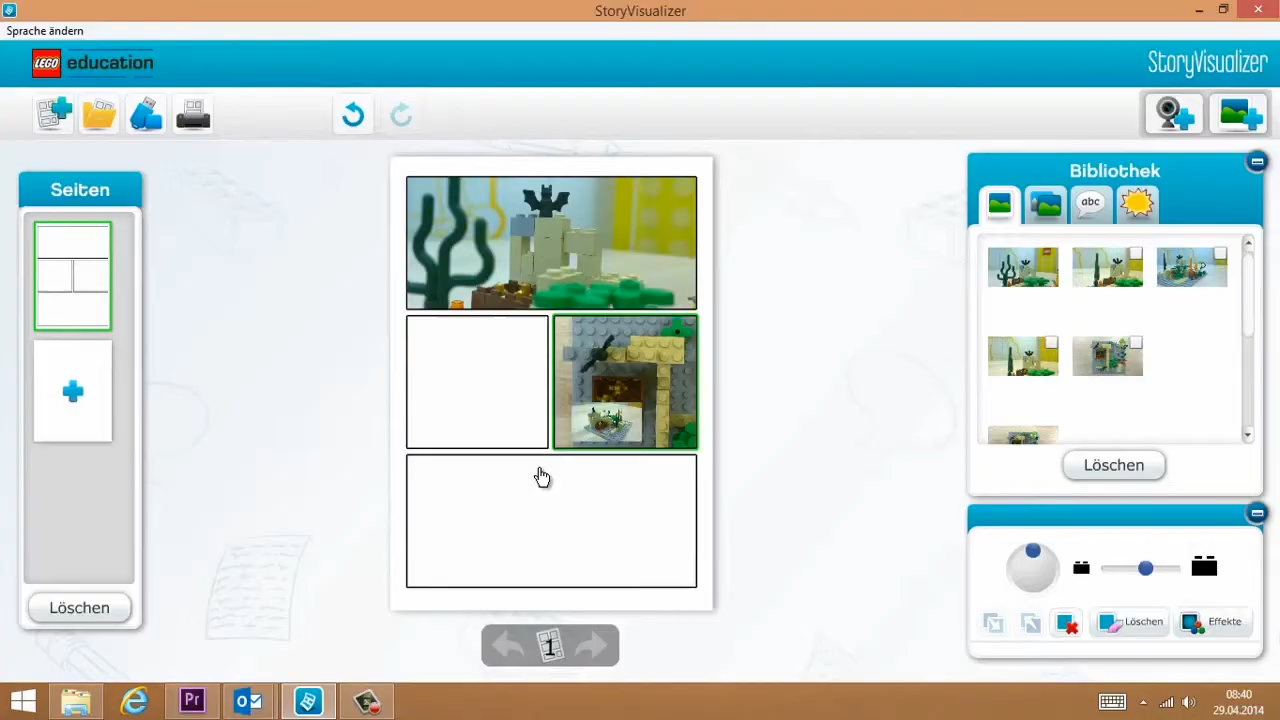 StoryVisualizer
Sprache ändern
LEGO education
StoryVisualizer
Seiten
Bibliothek
abc
Löschen
Löschen
Löschen
Effekte
1
Pr
08:40
29.04.2014